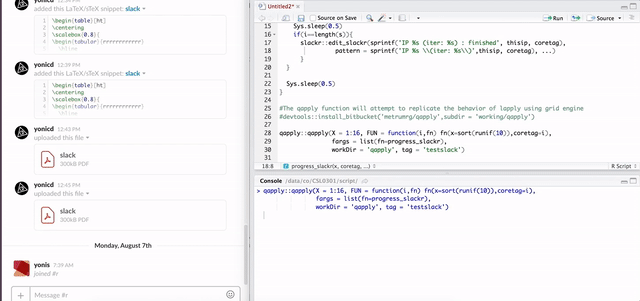 yonicd 12:39 PM
added this LaTeX/sTeX snippet: slack
1 \begin{table}[ht]
2 \centering
3 \scalebox{0.8}{
4 \begin{tabular}{rrrrrrrrrrrrr}
5 \hline
yonicd 12:39 PM
added this LaTeX/sTeX snippet: slack
1 \begin{table}[ht]
2 \centering
3 \scalebox{0.8}{
4 \begin{tabular}{rrrrrrrrrrrrr}
5 \hline
yonicd 12:43 PM
uploaded this file
slack
300kB PDF
yonicd 12:45 PM
uploaded this file
slack
300kB PDF
Monday, August 7th
yonis 7:59 AM
joined #r
+ Message #r
Untitled2*
Source on Save
Run
Source
15 Sys.sleep(0.5)
16 if(i==length(s)){
17 slackr::edit_slackr(sprintf('IP %s (iter: %s) : finished', thisip, coretag),
18 pattern = sprintf('IP %s \\(iter: %s\\)',thisip, coretag), ...)
19 }
20 }
21
22 Sys.sleep(0.5)
23 }
24
25 #The qapply function will attempt to replicate the behavior of lapply using grid engine
26 #devtools::install_bitbucket('metrumrg/qapply',subdir = 'working/qapply')
27
28 qapply::qapply(X = 1:16, FUN = function(i,fn) fn(x=sort(runif(10)),coretag=i),
29 fargs = list(fn=progress_slackr),
30 workDir = 'qapply', tag = 'testslack')
31
18:8 progress_slackr(x, coretag, ...)
R Script
Console /data/co/CSL0301/script/
> qapply::qapply(X = 1:16, FUN = function(i,fn) fn(x=sort(runif(10)),coretag=i),
fargs = list(fn=progress_slackr),
workDir = 'qapply', tag = 'testslack')